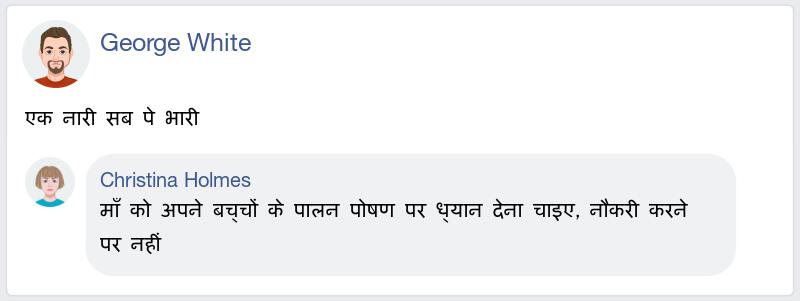 George White
एक नारी सब पे भारी
Christina Holmes
माँ को अपने बच्चों के पालन पोषण पर ध्यान देना चाइए, नौकरी करने
पर नहीं